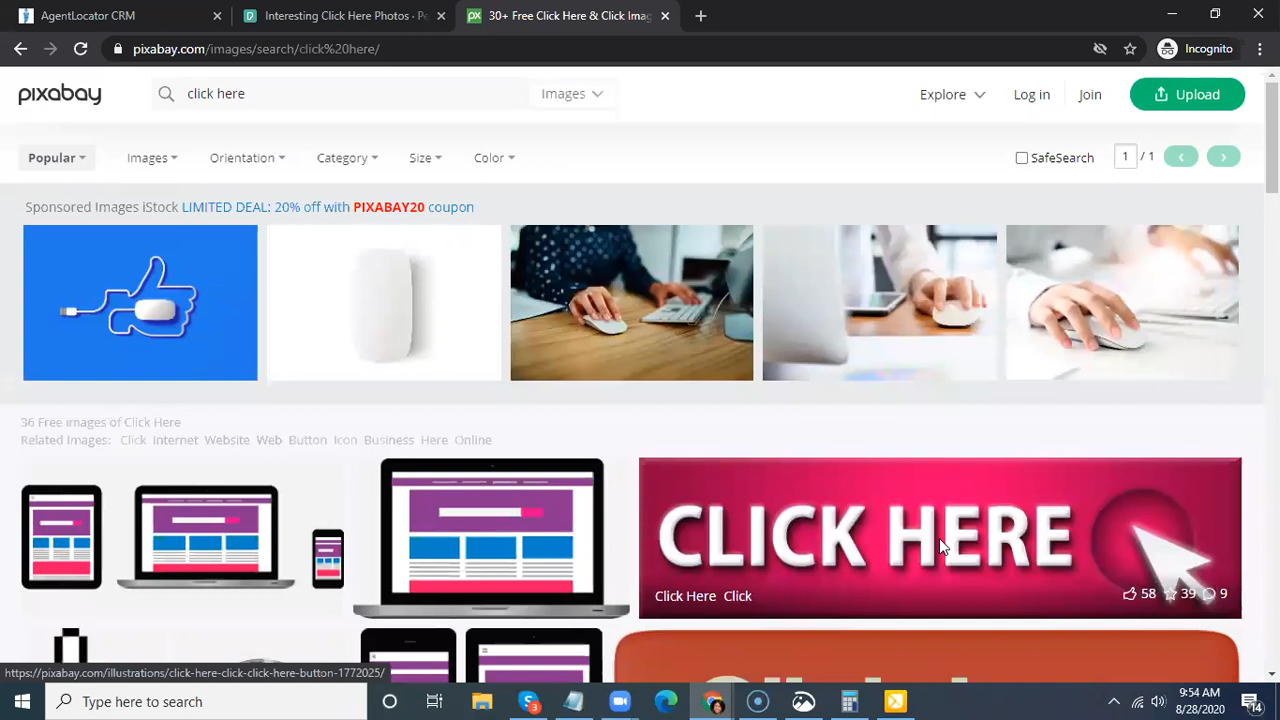 AgentLocator CRM
Interesting Click Here Photos - Pe
30+ Free Click Here & Click Imag
pixabay.com/images/search/click%20here/
Incognito
pixabay
click here
Images
Explore
Log in
Join
Upload
Popular
Images
Orientation
Category
Size
Color
SafeSearch
1 / 1
Sponsored Images iStock LIMITED DEAL: 20% off with PIXABAY20 coupon
36 Free images of Click Here
Related Images: Click Internet Website Web Button Icon Business Here Online
CLICK HERE
Click Here Click
58 39 9
https://pixabay.com/illustrations/click-here-click-click-here-button-1772025/
Type here to search
3
9:54 AM
8/28/2020
14